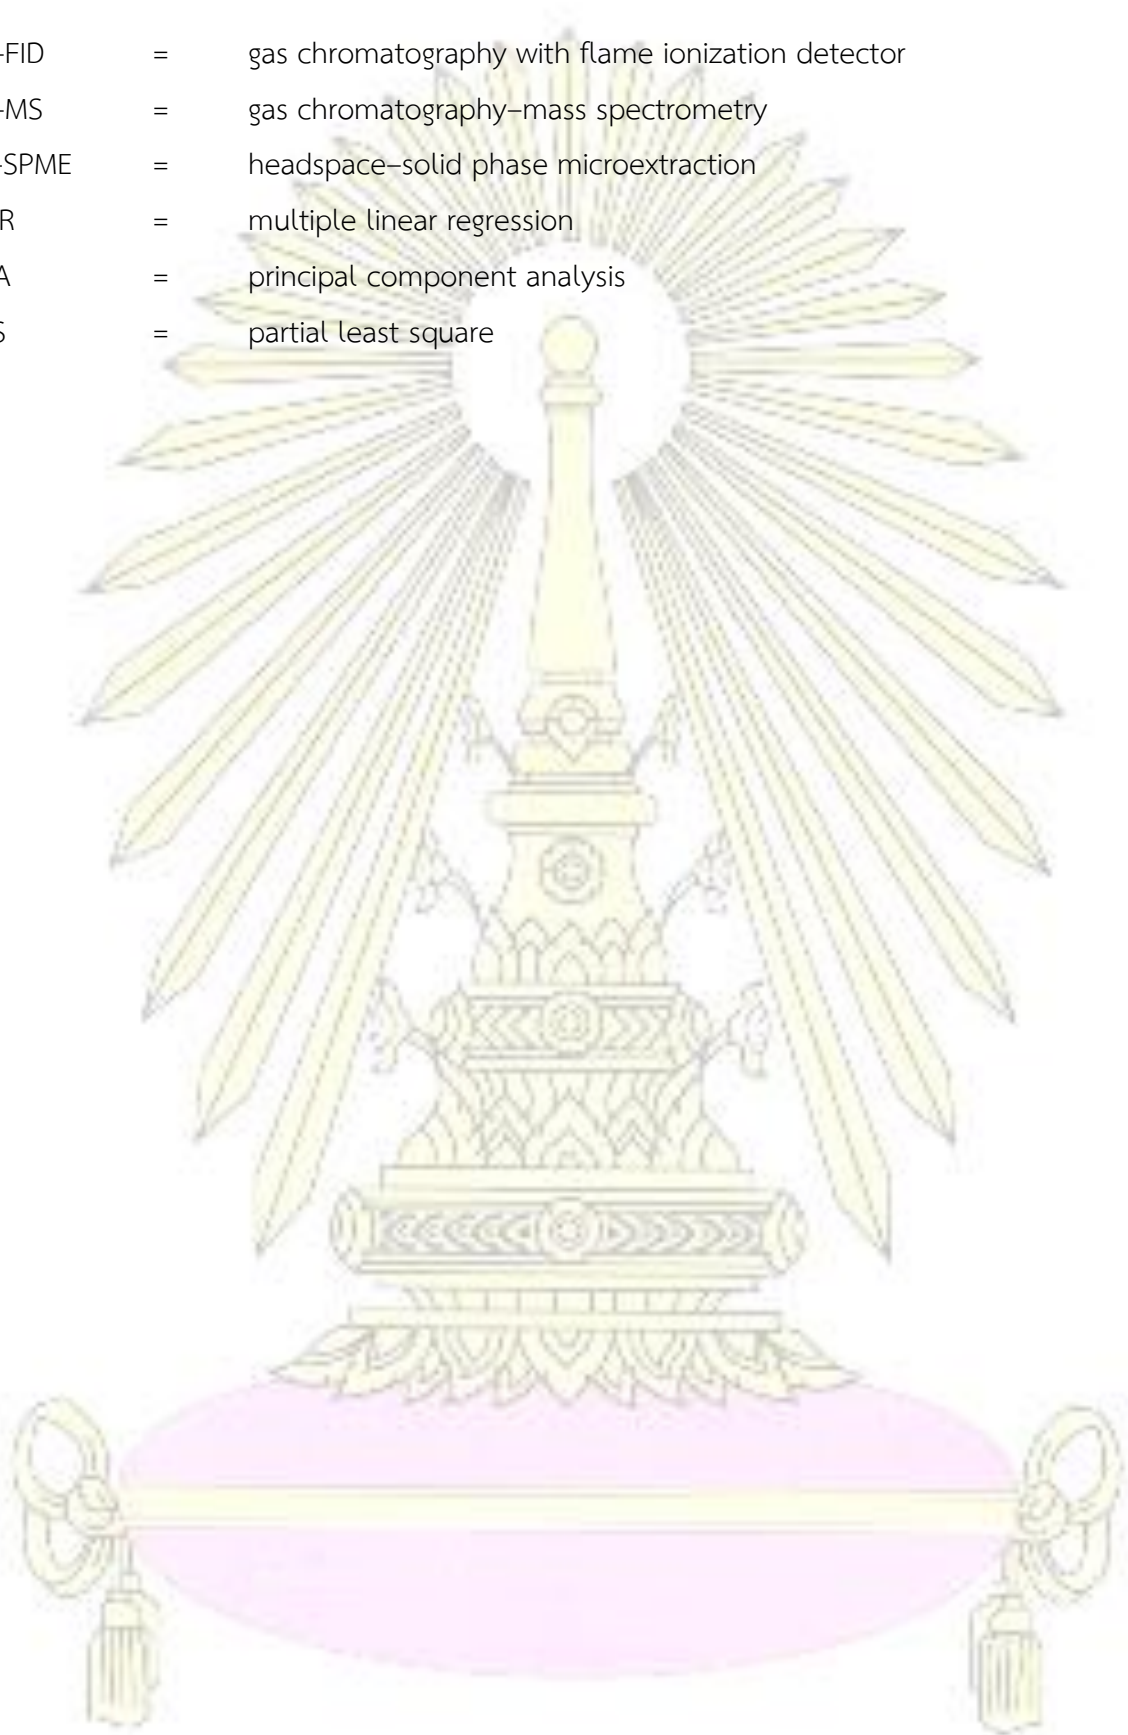 -FID = gas chromatography with flame ionization detector
-MS = gas chromatography–mass spectrometry
-SPME = headspace–solid phase microextraction
R = multiple linear regression
A = principal component analysis
S = partial least square